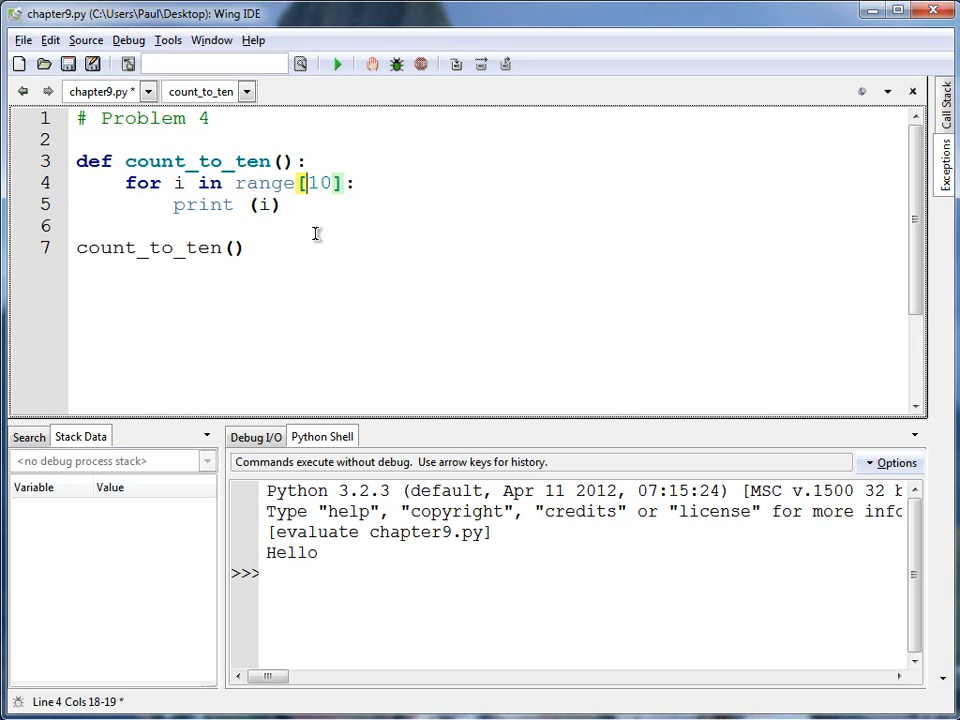 chapter9.py (C:\Users\Paul\Desktop): Wing IDE
File Edit Source Debug Tools Window Help
chapter9.py * count_to_ten
1 # Problem 4
2
3 def count_to_ten():
4 for i in range[10]:
5 print (i)
6
7 count_to_ten()
Call Stack
Exceptions
Search Stack Data
<no debug process stack>
Variable Value
Debug I/O Python Shell
Commands execute without debug. Use arrow keys for history.
Options
Python 3.2.3 (default, Apr 11 2012, 07:15:24) [MSC v.1500 32 b
Type "help", "copyright", "credits" or "license" for more info
[evaluate chapter9.py]
Hello
>>>
Line 4 Cols 18-19 *